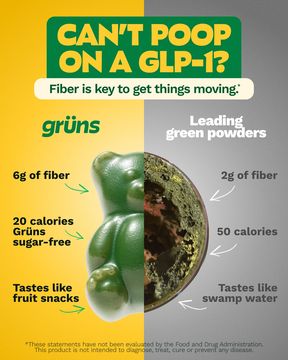 CAN'T POOP
ON A GLP-1?
Fiber is key to get things moving.*
grüns
Leading
green powders
6g of fiber
2g of fiber
20 calories
Grüns
sugar-free
50 calories
Tastes like
fruit snacks
Tastes like
swamp water
*These statements have not been evaluated by the Food and Drug Administration.
This product is not intended to diagnose, treat, cure or prevent any disease.